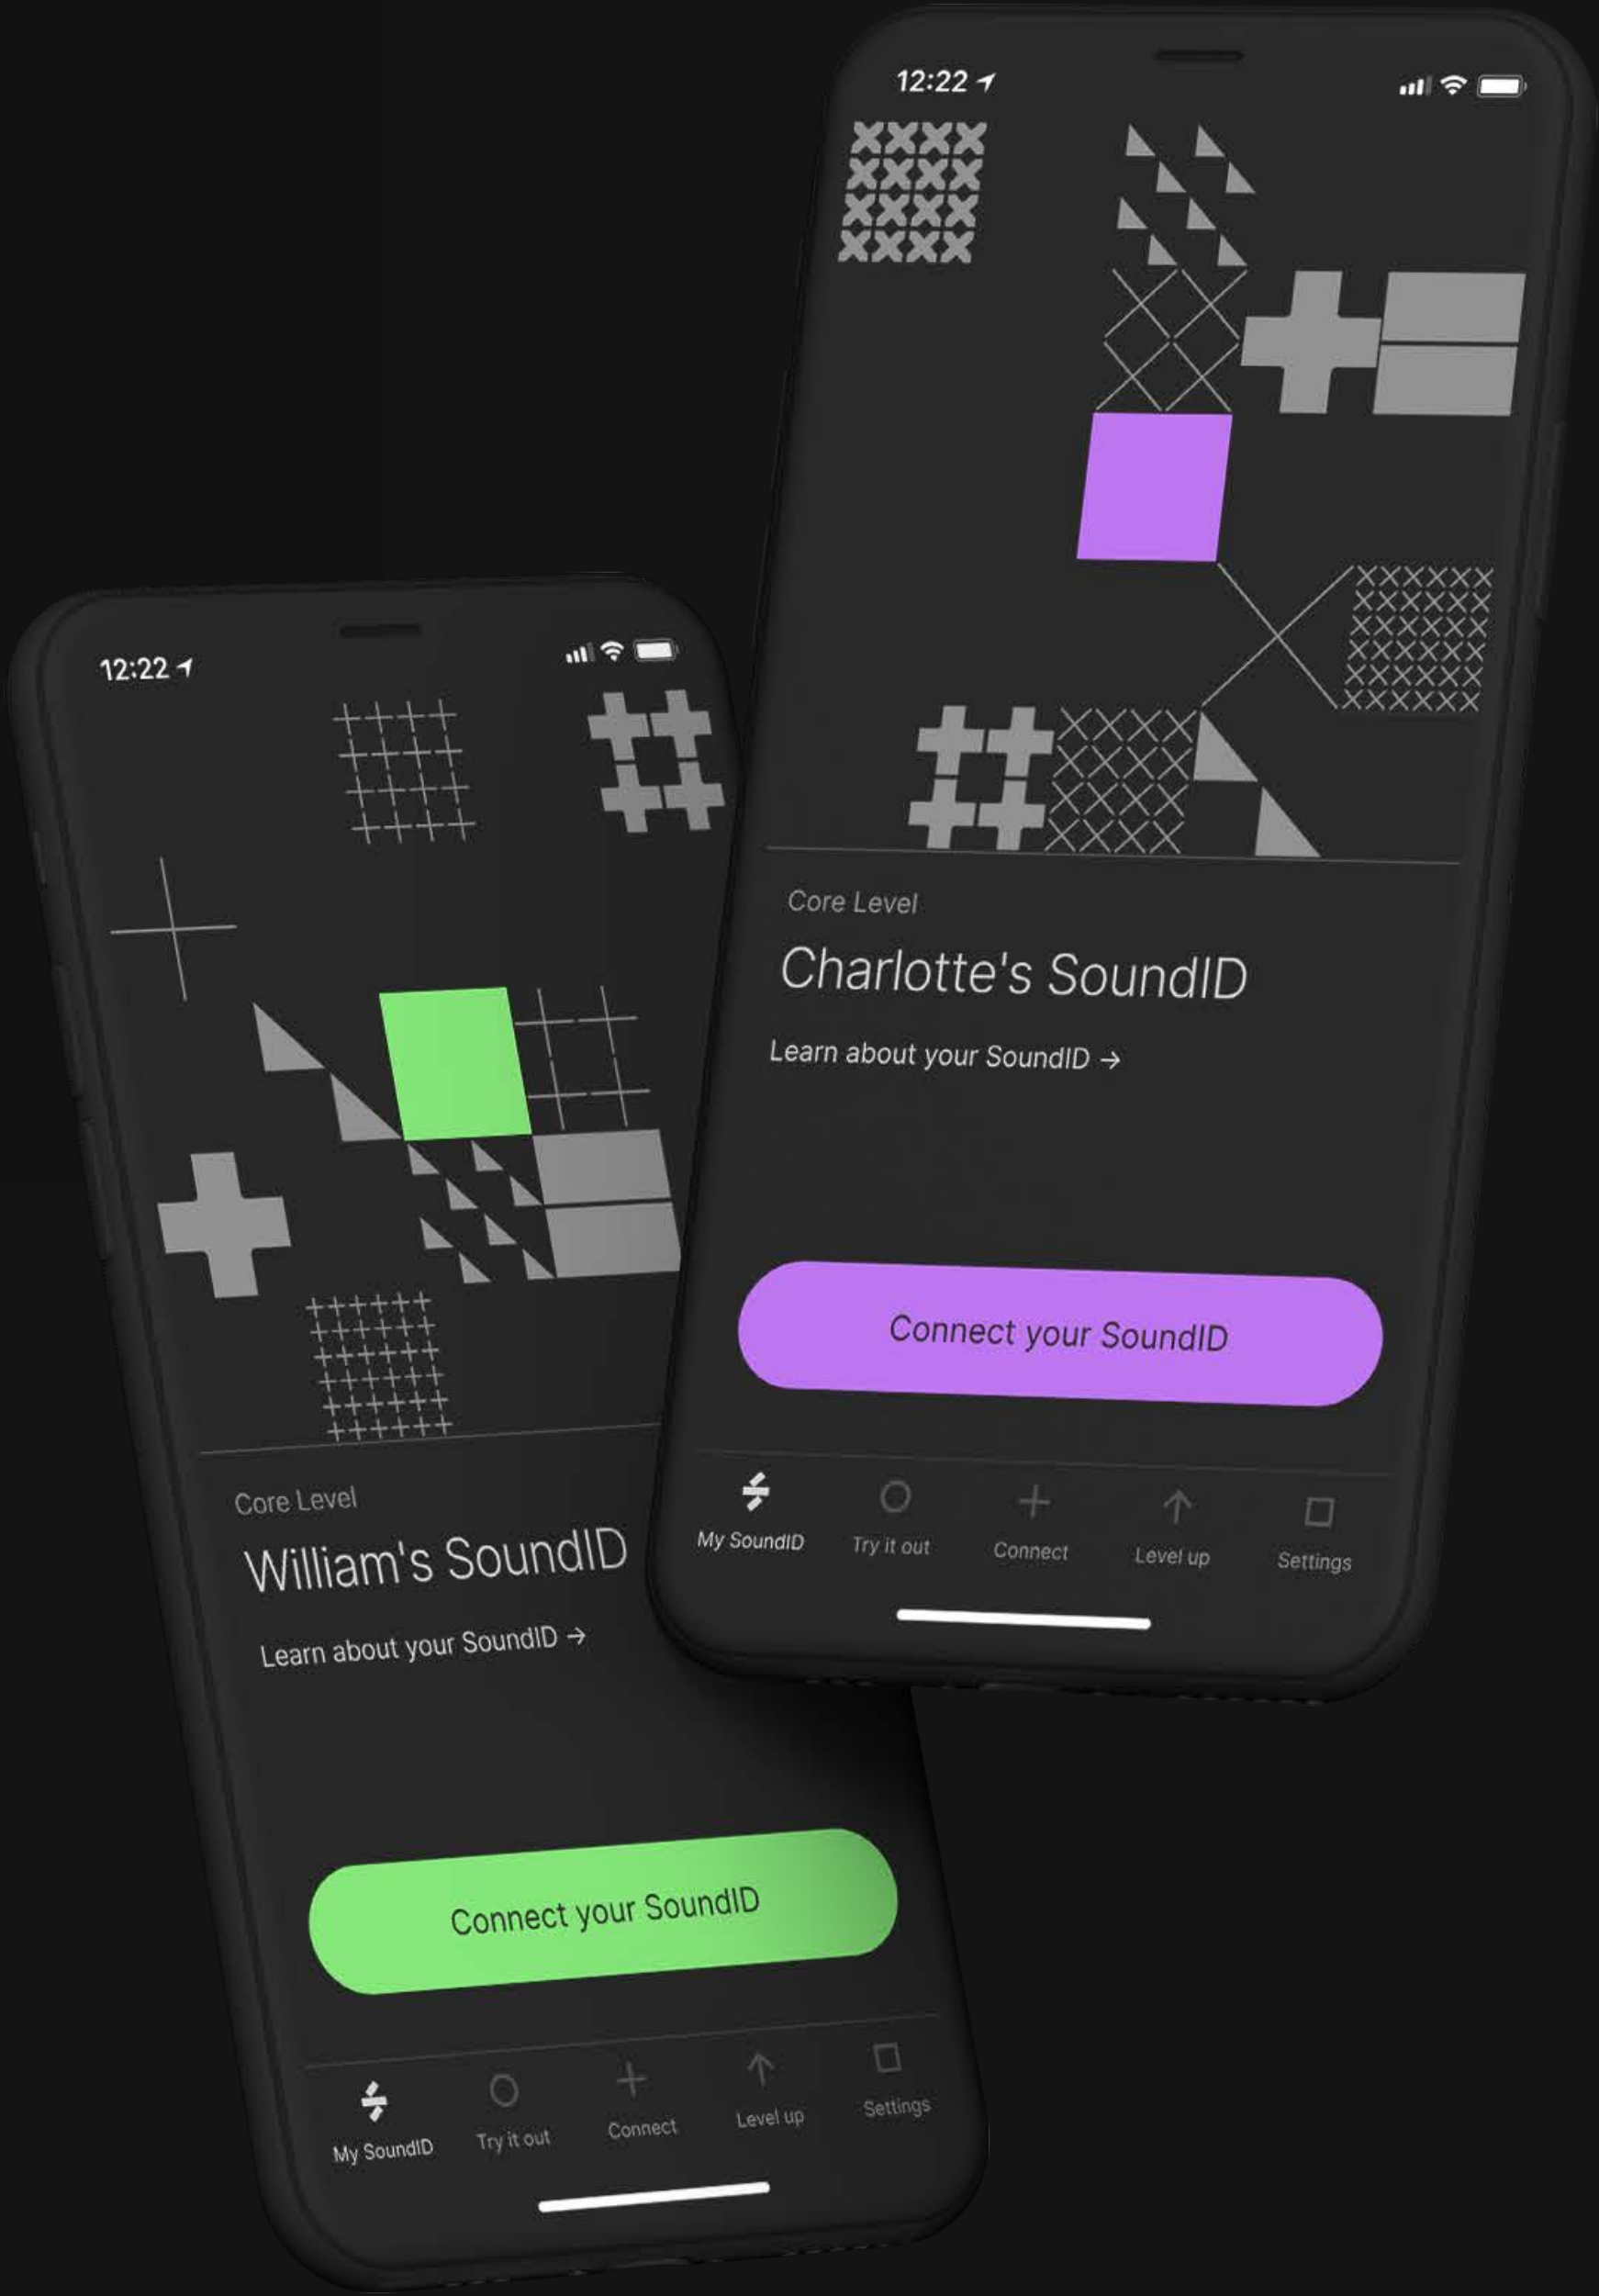 12:22
Core Level
Charlotte's SoundID
Learn about your SoundID →
Connect your SoundID
My SoundID
Try it out
Connect
Level up
Settings
12:22
Core Level
William's SoundID
Learn about your SoundID →
Connect your SoundID
My SoundID
Try it out
Connect
Level up
Settings